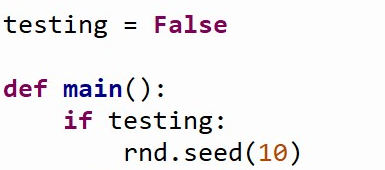 testing = False

def main():
    if testing:
        rnd.seed(10)